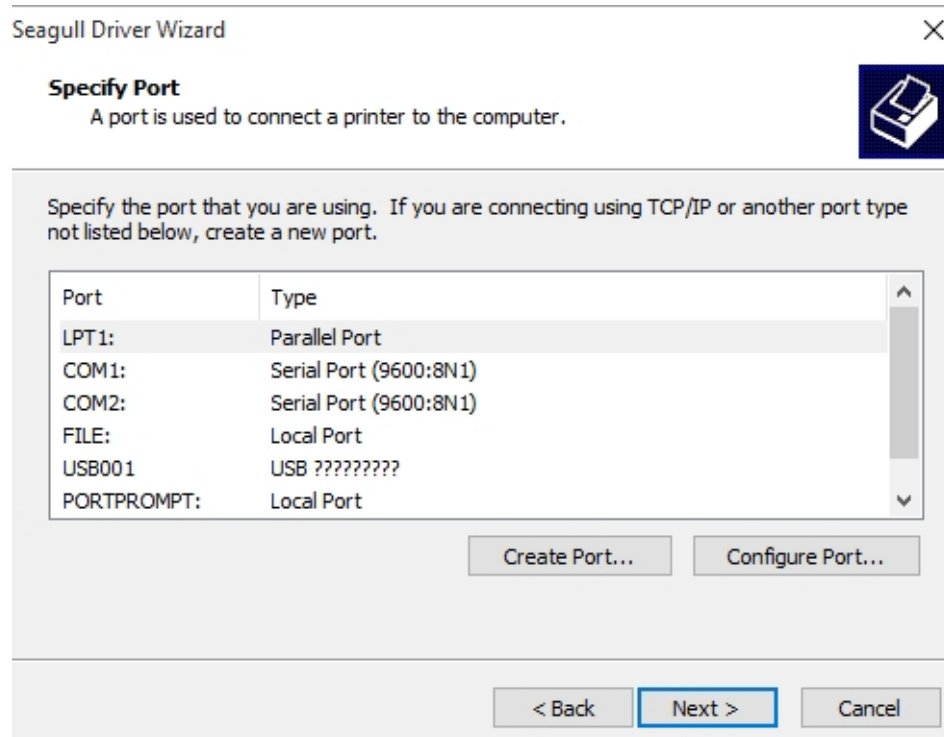 Seagull Driver Wizard
Specify Port
A port is used to connect a printer to the computer.
Specify the port that you are using.  If you are connecting using TCP/IP or another port type
not listed below, create a new port.
Port Type
LPT1: Parallel Port
COM1: Serial Port (9600:8N1)
COM2: Serial Port (9600:8N1)
FILE: Local Port
USB001 USB ?????????
PORTPROMPT: Local Port
Create Port... Configure Port...
< Back Next > Cancel